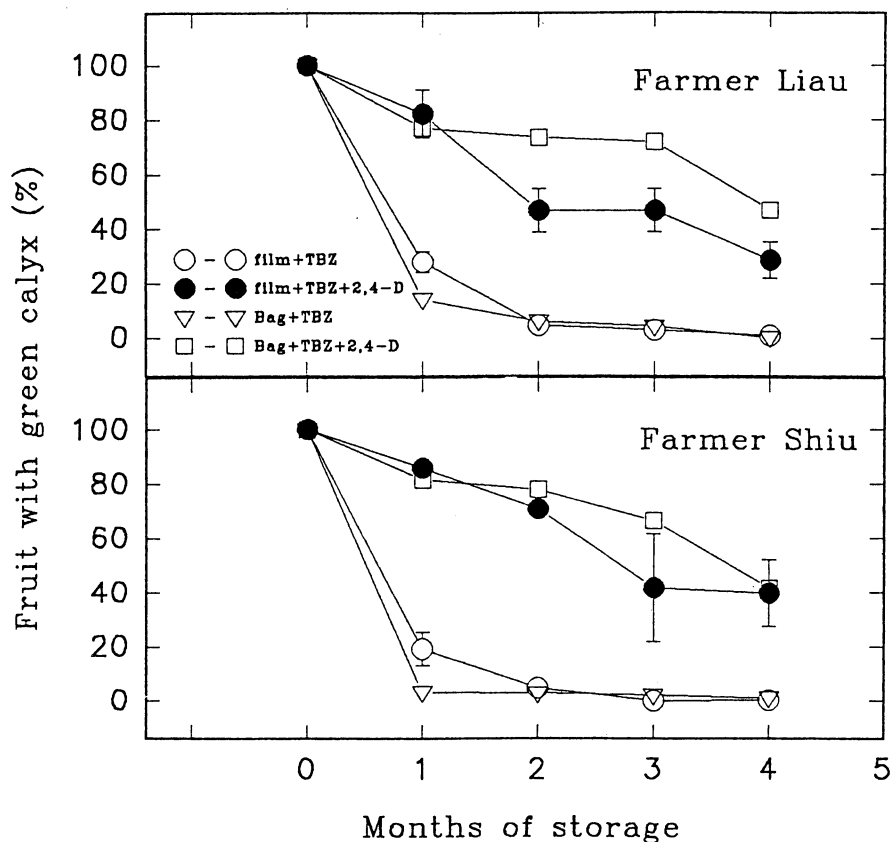 Fruit with green calyx (%)
100
80
60
40
20
0
Farmer Liau
film+TBZ
film+TBZ+2,4-D
Bag+TBZ
Bag+TBZ+2,4-D
100
80
60
40
20
0
Farmer Shiu
0 1 2 3 4 5
Months of storage